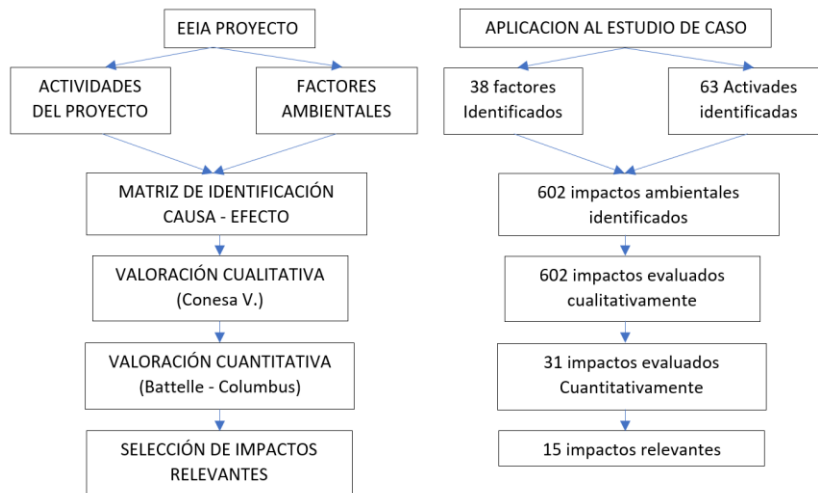 EEIA PROYECTO
ACTIVIDADES
DEL PROYECTO
FACTORES
AMBIENTALES
MATRIZ DE IDENTIFICACIÓN
CAUSA - EFECTO
VALORACIÓN CUALITATIVA
(Conesa V.)
VALORACIÓN CUANTITATIVA
(Battelle - Columbus)
SELECCIÓN DE IMPACTOS
RELEVANTES
APLICACION AL ESTUDIO DE CASO
38 factores
Identificados
63 Activades
identificadas
602 impactos ambientales
identificados
602 impactos evaluados
cualitativamente
31 impactos evaluados
Cuantitativamente
15 impactos relevantes